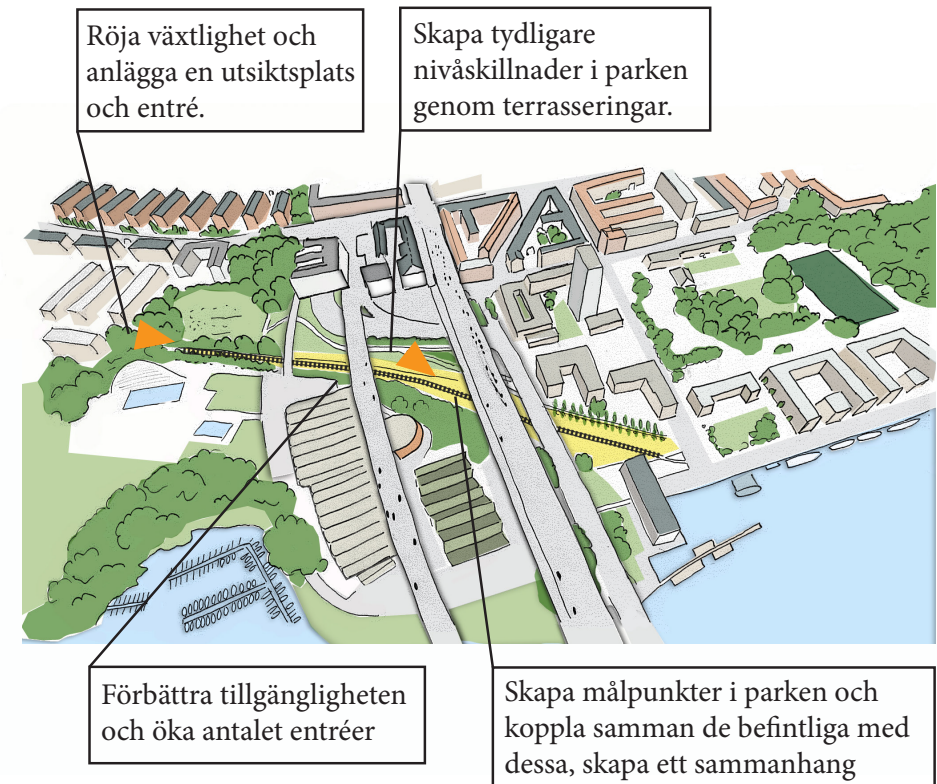 Röja växtlighet och
anlägga en utsiktsplats
och entré.
Skapa tydligare
nivåskillnader i parken
genom terrasseringar.
Förbättra tillgängligheten
och öka antalet entréer
Skapa målpunkter i parken och
koppla samman de befintliga med
dessa, skapa ett sammanhang